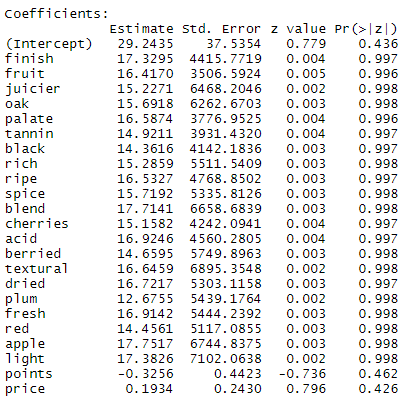 Coefficients:
Estimate Std. Error z value Pr(>|z|)
(Intercept) 29.2435 37.5354 0.779 0.436
finish 17.3295 4415.7719 0.004 0.997
fruit 16.4170 3506.5924 0.005 0.996
juicier 15.2271 6468.2046 0.002 0.998
oak 15.6918 6262.6703 0.003 0.998
palate 16.5874 3776.9525 0.004 0.996
tannin 14.9211 3931.4320 0.004 0.997
black 14.3616 4142.1836 0.003 0.997
rich 15.2859 5511.5409 0.003 0.998
ripe 16.5327 4768.8502 0.003 0.997
spice 15.7192 5335.8126 0.003 0.998
blend 17.7141 6658.6839 0.003 0.998
cherries 15.1582 4242.0941 0.004 0.997
acid 16.9246 4560.2805 0.004 0.997
berried 14.6595 5749.8963 0.003 0.998
textural 16.6459 6895.3548 0.002 0.998
dried 16.7217 5303.1158 0.003 0.997
plum 12.6755 5439.1764 0.002 0.998
fresh 16.9142 5444.2392 0.003 0.998
red 14.4561 5117.0855 0.003 0.998
apple 17.7517 6744.8375 0.003 0.998
light 17.3826 7102.0638 0.002 0.998
points -0.3256 0.4423 -0.736 0.462
price 0.1934 0.2430 0.796 0.426